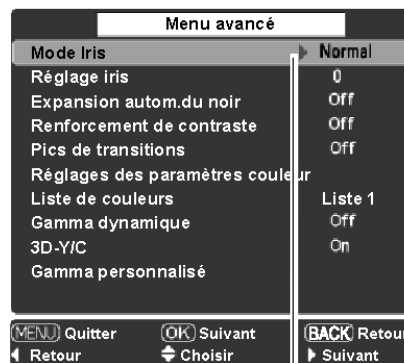 Menu avancé
Mode Iris Normal
Réglage iris 0
Expansion autom.du noir Off
Renforcement de contraste Off
Pics de transitions Off
Réglages des paramètres couleur
Liste de couleurs Liste 1
Gamma dynamique Off
3D-Y/C On
Gamma personnalisé
MENU Quitter OK Suivant BACK Retour
Retour Choisir Suivant